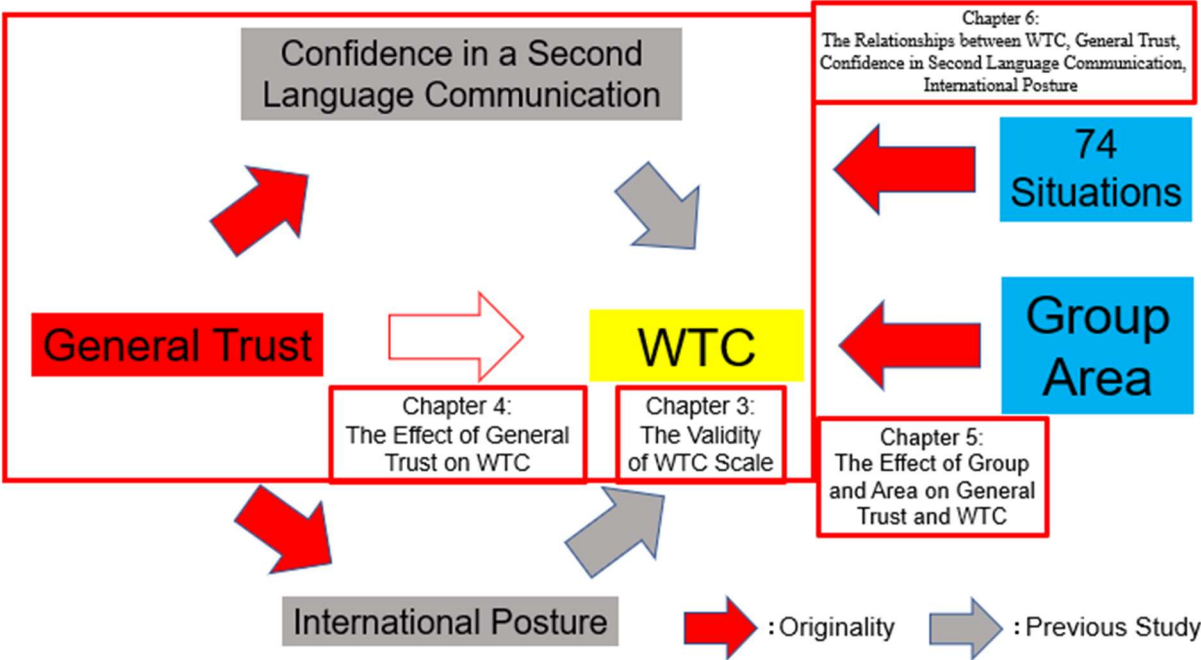 Confidence in a Second
Language Communication
Chapter 6:
The Relationships between WTC, General Trust,
Confidence in Second Language Communication,
International Posture
74
Situations
General Trust
WTC
Group
Area
Chapter 4:
The Effect of General
Trust on WTC
Chapter 3:
The Validity
of WTC Scale
Chapter 5:
The Effect of Group
and Area on General
Trust and WTC
International Posture
: Originality
: Previous Study